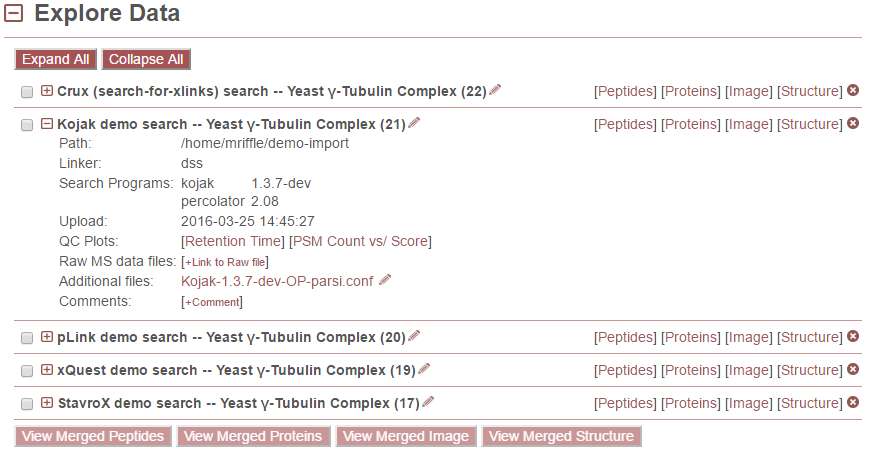 Explore Data
Expand All Collapse All
Crux (search-for-xlinks) search -- Yeast γ-Tubulin Complex (22) [Peptides] [Proteins] [Image] [Structure]
Kojak demo search -- Yeast γ-Tubulin Complex (21) [Peptides] [Proteins] [Image] [Structure]
Path: /home/mriffle/demo-import
Linker: dss
Search Programs: kojak 1.3.7-dev
percolator 2.08
Upload: 2016-03-25 14:45:27
QC Plots: [Retention Time] [PSM Count vs/ Score]
Raw MS data files: [+Link to Raw file]
Additional files: Kojak-1.3.7-dev-OP-parsi.conf
Comments: [+Comment]
pLink demo search -- Yeast γ-Tubulin Complex (20) [Peptides] [Proteins] [Image] [Structure]
xQuest demo search -- Yeast γ-Tubulin Complex (19) [Peptides] [Proteins] [Image] [Structure]
StavroX demo search -- Yeast γ-Tubulin Complex (17) [Peptides] [Proteins] [Image] [Structure]
View Merged Peptides View Merged Proteins View Merged Image View Merged Structure